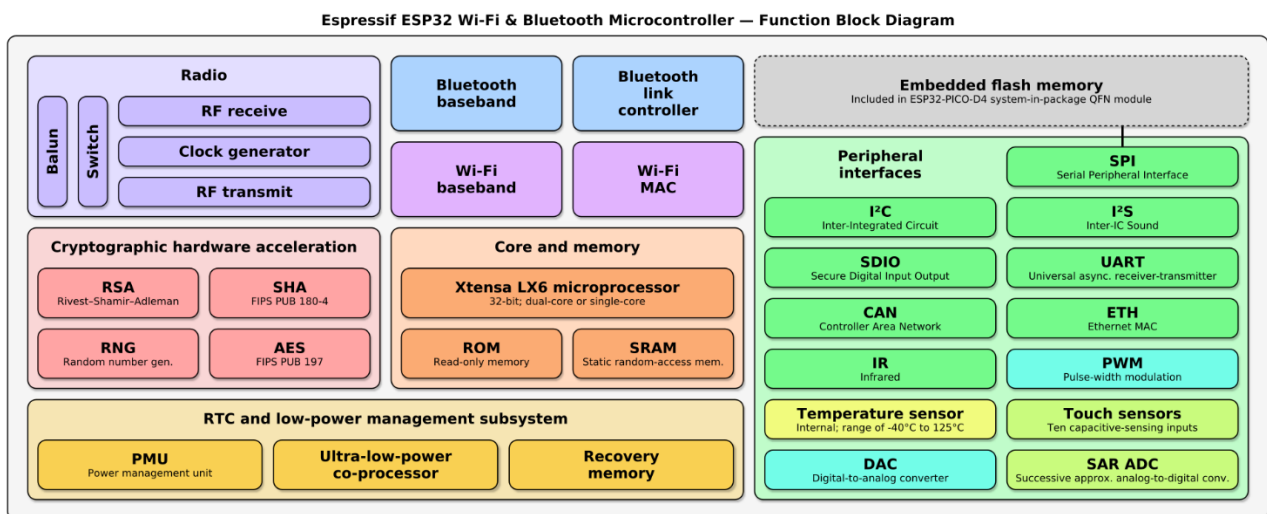 Espressif ESP32 Wi-Fi & Bluetooth Microcontroller — Function Block Diagram
Radio
Balun
Switch
RF receive
Clock generator
RF transmit
Bluetooth
baseband
Bluetooth
link
controller
Wi-Fi
baseband
Wi-Fi
MAC
Embedded flash memory
Included in ESP32-PICO-D4 system-in-package QFN module
Cryptographic hardware acceleration
RSA
Rivest–Shamir–Adleman
SHA
FIPS PUB 180-4
RNG
Random number gen.
AES
FIPS PUB 197
Core and memory
Xtensa LX6 microprocessor
32-bit; dual-core or single-core
ROM
Read-only memory
SRAM
Static random-access mem.
RTC and low-power management subsystem
PMU
Power management unit
Ultra-low-power
co-processor
Recovery
memory
Peripheral
interfaces
SPI
Serial Peripheral Interface
I²C
Inter-Integrated Circuit
I²S
Inter-IC Sound
SDIO
Secure Digital Input Output
UART
Universal async. receiver-transmitter
CAN
Controller Area Network
ETH
Ethernet MAC
IR
Infrared
PWM
Pulse-width modulation
Temperature sensor
Internal; range of -40°C to 125°C
Touch sensors
Ten capacitive-sensing inputs
DAC
Digital-to-analog converter
SAR ADC
Successive approx. analog-to-digital conv.